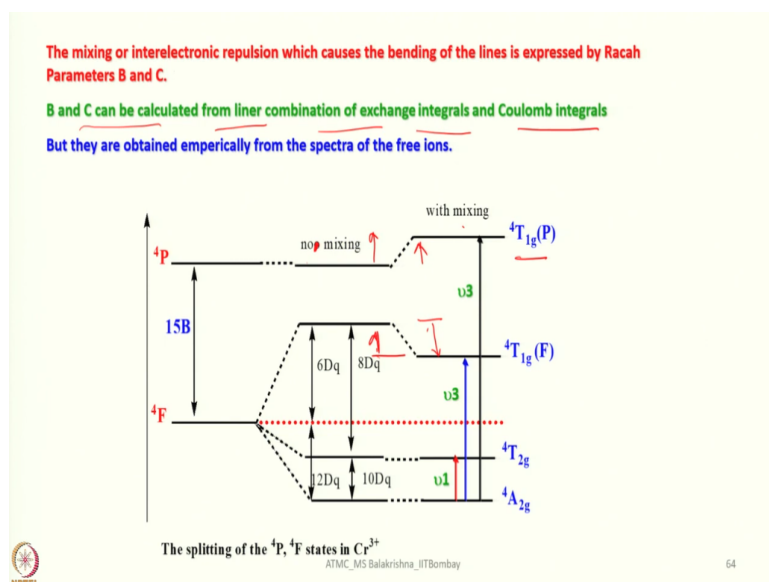 The mixing or interelectronic repulsion which causes the bending of the lines is expressed by Racah
Parameters B and C.
B and C can be calculated from liner combination of exchange integrals and Coulomb integrals
But they are obtained emperically from the spectra of the free ions.
with mixing
⁴T₁g(P)
⁴P
no mixing
υ3
15B
⁴T₁g (F)
6Dq
8Dq
υ3
⁴F
⁴T₂g
12Dq
10Dq
υ1
⁴A₂g
The splitting of the ⁴P, ⁴F states in Cr³⁺
ATMC_MS Balakrishna_IITBombay
64